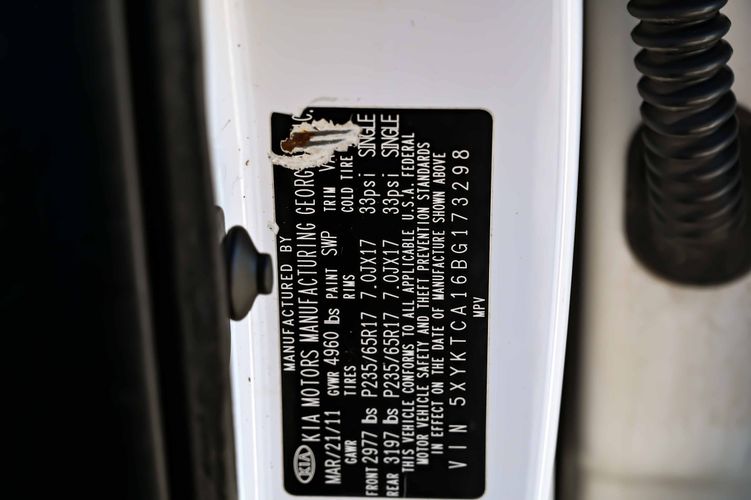 MANUFACTURED BY
KIA KIA MOTORS MANUFACTURING GEORG C.
MAR/21/11 GVWR 4960 lbs PAINT SWP TRIM
GAWR TIRES RIMS COLD TIRE
FRONT 2977 lbs P235/65R17 7.0JX17 33psi SINGLE
REAR 3197 lbs P235/65R17 7.0JX17 33psi SINGLE
THIS VEHICLE CONFORMS TO ALL APPLICABLE U.S.A. FEDERAL
MOTOR VEHICLE SAFETY AND THEFT PREVENTION STANDARDS
IN EFFECT ON THE DATE OF MANUFACTURE SHOWN ABOVE
VIN 5XYKTCA16BG173298
MPV